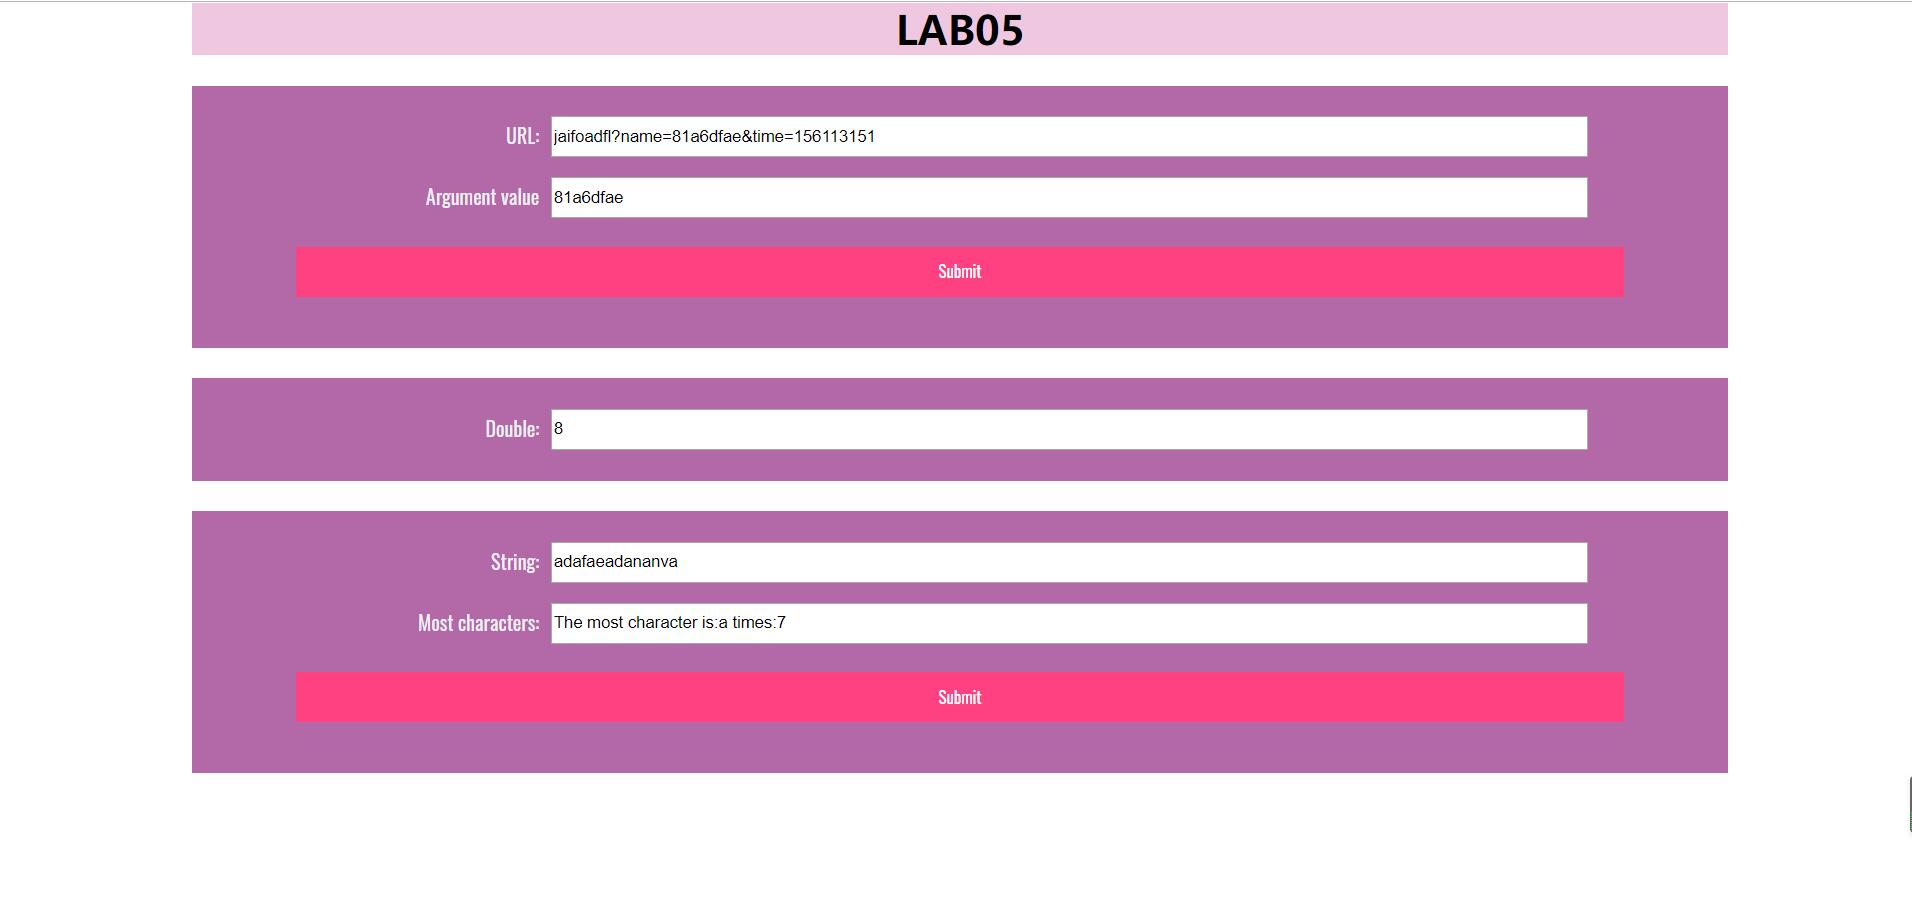 LAB05
URL: jaifoadfl?name=81a6dfae&time=156113151
Argument value 81a6dfae
Submit
Double: 8
String: adafaeadananva
Most characters: The most character is:a times:7
Submit